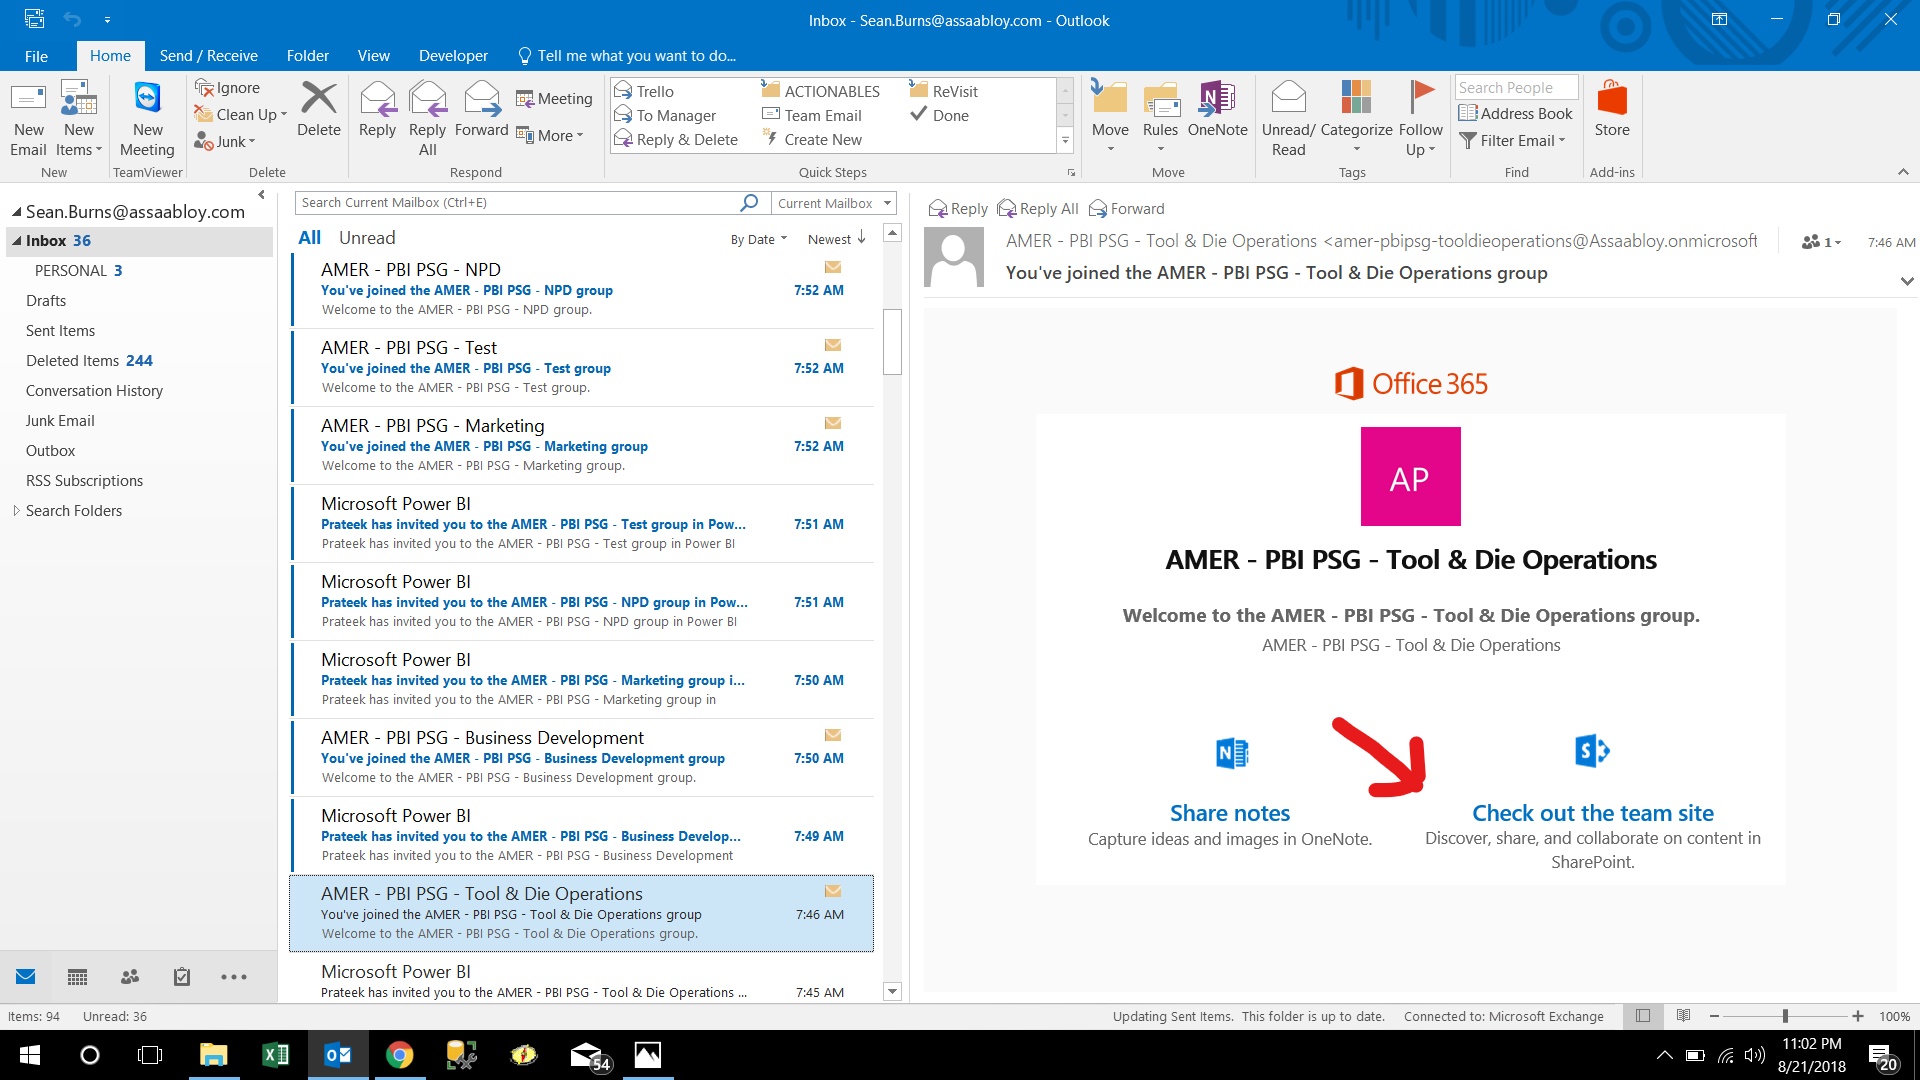 Inbox - Sean.Burns@assaabloy.com - Outlook
File Home Send / Receive Folder View Developer Tell me what you want to do...
New Email
New Items
New
New Meeting
TeamViewer
Ignore
Clean Up
Junk
Delete
Delete
Reply
Reply All
Forward
Meeting
More
Respond
Trello
To Manager
Reply & Delete
ACTIONABLES
Team Email
Create New
ReVisit
Done
Quick Steps
Move
Rules
OneNote
Move
Unread/ Read
Categorize
Follow Up
Tags
Search People
Address Book
Filter Email
Find
Store
Add-ins
Sean.Burns@assaabloy.com
Inbox 36
PERSONAL 3
Drafts
Sent Items
Deleted Items 244
Conversation History
Junk Email
Outbox
RSS Subscriptions
Search Folders
Search Current Mailbox (Ctrl+E) Current Mailbox
All Unread By Date Newest
AMER - PBI PSG - NPD
You've joined the AMER - PBI PSG - NPD group 7:52 AM
Welcome to the AMER - PBI PSG - NPD group.
AMER - PBI PSG - Test
You've joined the AMER - PBI PSG - Test group 7:52 AM
Welcome to the AMER - PBI PSG - Test group.
AMER - PBI PSG - Marketing
You've joined the AMER - PBI PSG - Marketing group 7:52 AM
Welcome to the AMER - PBI PSG - Marketing group.
Microsoft Power BI
Prateek has invited you to the AMER - PBI PSG - Test group in Pow... 7:51 AM
Prateek has invited you to the AMER - PBI PSG - Test group in Power BI
Microsoft Power BI
Prateek has invited you to the AMER - PBI PSG - NPD group in Pow... 7:51 AM
Prateek has invited you to the AMER - PBI PSG - NPD group in Power BI
Microsoft Power BI
Prateek has invited you to the AMER - PBI PSG - Marketing group i... 7:50 AM
Prateek has invited you to the AMER - PBI PSG - Marketing group in
AMER - PBI PSG - Business Development
You've joined the AMER - PBI PSG - Business Development group 7:50 AM
Welcome to the AMER - PBI PSG - Business Development group.
Microsoft Power BI
Prateek has invited you to the AMER - PBI PSG - Business Develop... 7:49 AM
Prateek has invited you to the AMER - PBI PSG - Business Development
AMER - PBI PSG - Tool & Die Operations
You've joined the AMER - PBI PSG - Tool & Die Operations group 7:46 AM
Welcome to the AMER - PBI PSG - Tool & Die Operations group.
Microsoft Power BI
Prateek has invited you to the AMER - PBI PSG - Tool & Die Operations ... 7:45 AM
Reply Reply All Forward
AMER - PBI PSG - Tool & Die Operations <amer-pbipsg-tooldieoperations@Assaabloy.onmicrosoft 1 7:46 AM
You've joined the AMER - PBI PSG - Tool & Die Operations group
Office 365
AP
AMER - PBI PSG - Tool & Die Operations
Welcome to the AMER - PBI PSG - Tool & Die Operations group.
AMER - PBI PSG - Tool & Die Operations
Share notes
Capture ideas and images in OneNote.
Check out the team site
Discover, share, and collaborate on content in
SharePoint.
Items: 94 Unread: 36 Updating Sent Items. This folder is up to date. Connected to: Microsoft Exchange 100%
54
11:02 PM
8/21/2018
20